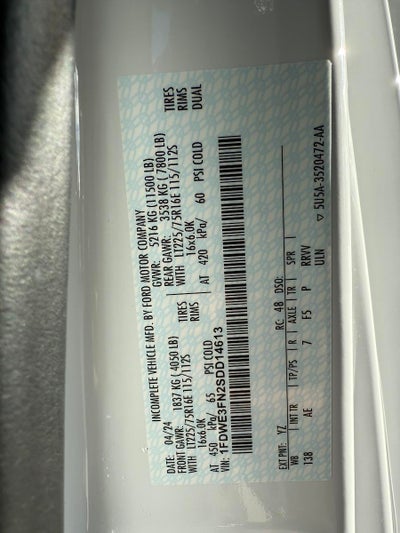 INCOMPLETE VEHICLE MFD. BY FORD MOTOR COMPANY
DATE: 04/24 GVWR: 5216 KG (11500 LB)
FRONT GAWR: 1837 KG (4050 LB) REAR GAWR: 3538 KG (7800 LB)
WITH LT225/75R16E 115/112S TIRES WITH LT225/75R16E 115/112S TIRES
16x6.0K RIMS 16x6.0K RIMS
AT 450 kPa/ 65 PSI COLD AT 420 kPa/ 60 PSI COLD DUAL
VIN: 1FDWE3FN2SDD14613
EXT PNT: YZ RC: 48 DSO:
WB INT TR TP/PS R AXLE TR SPR
138 AE 7 F5 P RRVV
ULN
▽ 5U5A-3520472-AA